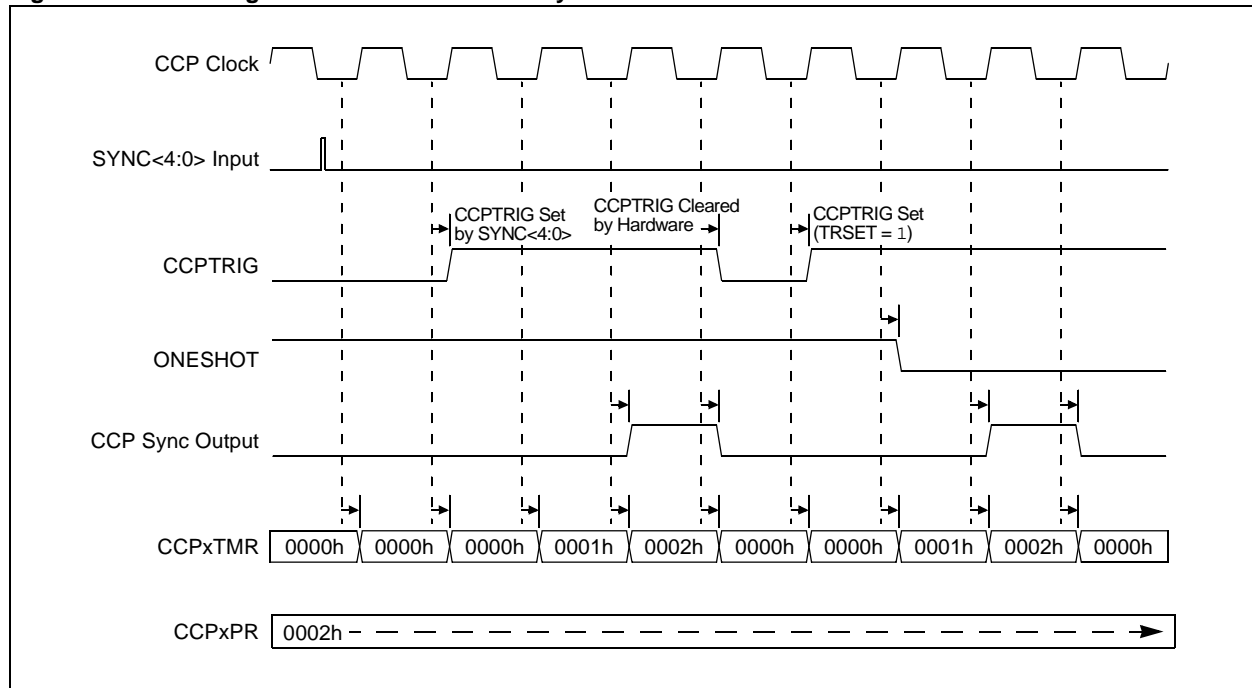 CCP Clock
SYNC<4:0> Input
CCPTRIG Set
by SYNC<4:0>
CCPTRIG Cleared
by Hardware
CCPTRIG Set
(TRSET = 1)
CCPTRIG
ONESHOT
CCP Sync Output
CCPxTMR 0000h 0000h 0000h 0001h 0002h 0000h 0000h 0001h 0002h 0000h
CCPxPR 0002h